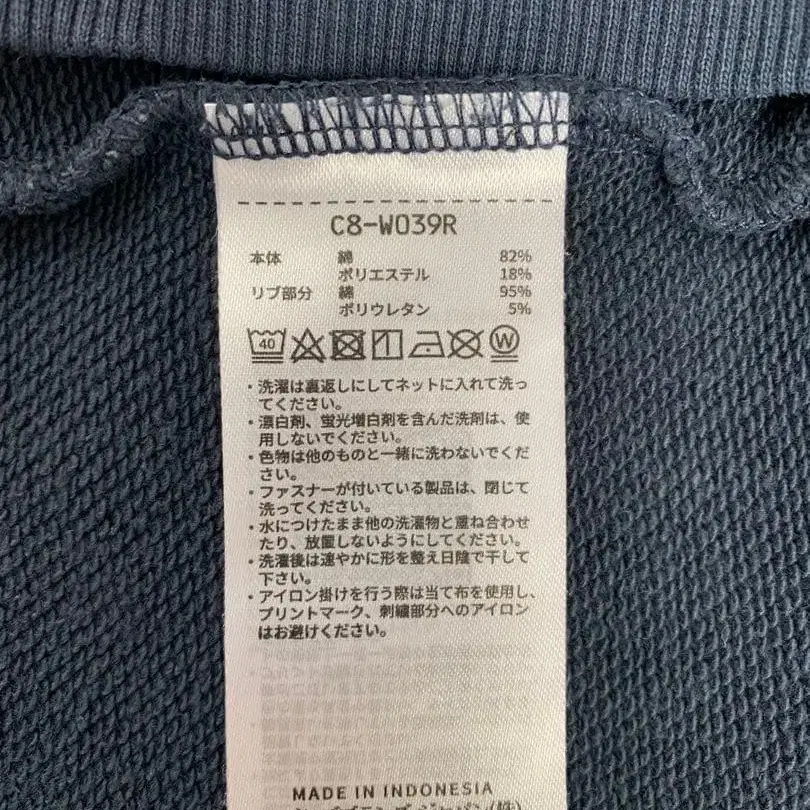 C8-W039R
本体 綿 82%
ポリエステル 18%
リブ部分 綿 95%
ポリウレタン 5%
40 W
・洗濯は裏返しにしてネットに入れて洗っ
てください。
・漂白剤、蛍光増白剤を含んだ洗剤は、使
用しないでください。
・色物は他のものと一緒に洗わないでくだ
さい。
・ファスナーが付いている製品は、閉じて
洗ってください。
・水につけたまま他の洗濯物と重ね合わせ
たり、放置しないようにしてください。
・洗濯後は速やかに形を整え日陰で干して
下さい。
・アイロン掛けを行う際は当て布を使用し、
プリントマーク、刺繍部分へのアイロン
はお避けください。
MADE IN INDONESIA